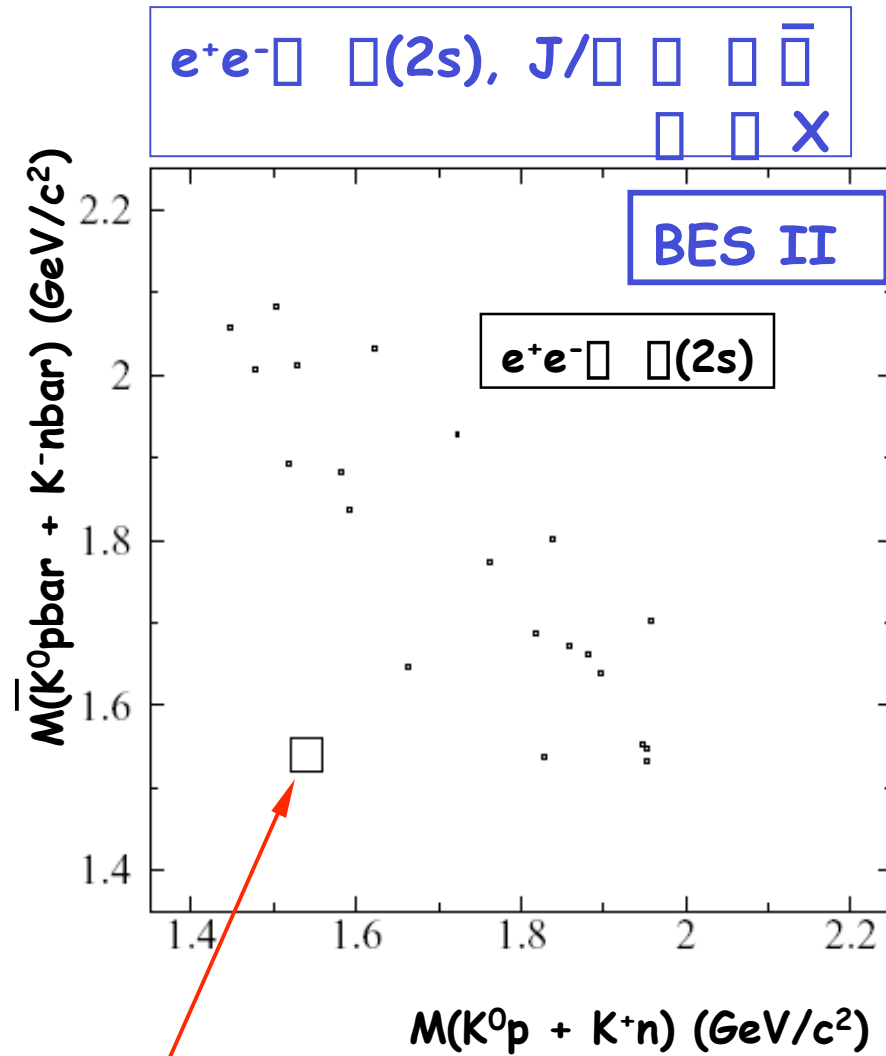 e⁺e⁻□ □(2s), J/□ □ □ □̅
□ □ X
BES II
e⁺e⁻□ □(2s)
M̅(K⁰pbar + K⁻nbar) (GeV/c²)
2.2
2
1.8
1.6
1.4
1.4 1.6 1.8 2 2.2
M(K⁰p + K⁺n) (GeV/c²)